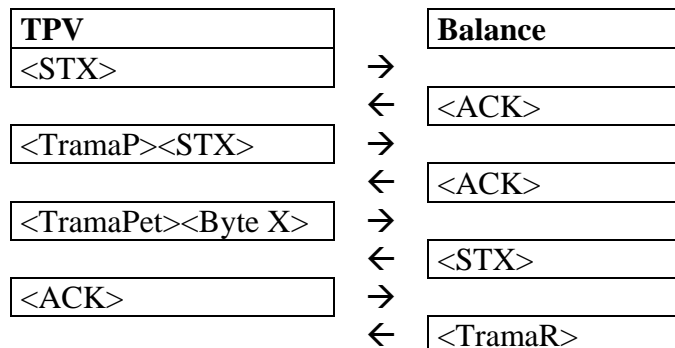 TPV Balance
<STX> →
← <ACK>
<TramaP><STX> →
← <ACK>
<TramaPet><Byte X> →
← <STX>
<ACK> →
← <TramaR>